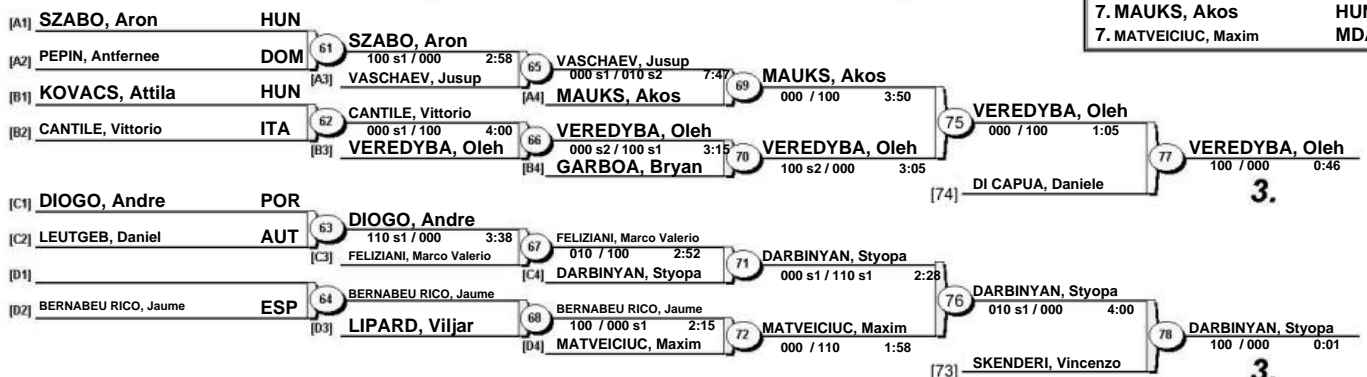 7. MAUKS, Akos HUN
7. MATVEICIUC, Maxim MDA
[A1] SZABO, Aron HUN
[A2] PEPIN, Antfernee DOM
61
SZABO, Aron
100 s1 / 000 2:58
[A3] VASCHAEV, Jusup
65
VASCHAEV, Jusup
000 s1 / 010 s2 7:47
[A4] MAUKS, Akos
69
MAUKS, Akos
000 / 100 3:50
[B1] KOVACS, Attila HUN
[B2] CANTILE, Vittorio ITA
62
CANTILE, Vittorio
000 s1 / 100 4:00
[B3] VEREDYBA, Oleh
66
VEREDYBA, Oleh
000 s2 / 100 s1 3:15
[B4] GARBOA, Bryan
70
VEREDYBA, Oleh
100 s2 / 000 3:05
75
VEREDYBA, Oleh
000 / 100 1:05
[74] DI CAPUA, Daniele
77
VEREDYBA, Oleh
100 / 000 0:46
3.
[C1] DIOGO, Andre POR
[C2] LEUTGEB, Daniel AUT
63
DIOGO, Andre
110 s1 / 000 3:38
[C3] FELIZIANI, Marco Valerio
67
FELIZIANI, Marco Valerio
010 / 100 2:52
[C4] DARBINYAN, Styopa
71
DARBINYAN, Styopa
000 s1 / 110 s1 2:28
[D1]
[D2] BERNABEU RICO, Jaume ESP
64
BERNABEU RICO, Jaume
[D3] LIPARD, Viljar
68
BERNABEU RICO, Jaume
100 / 000 s1 2:15
[D4] MATVEICIUC, Maxim
72
MATVEICIUC, Maxim
000 / 110 1:58
76
DARBINYAN, Styopa
010 s1 / 000 4:00
[73] SKENDERI, Vincenzo
78
DARBINYAN, Styopa
100 / 000 0:01
3.